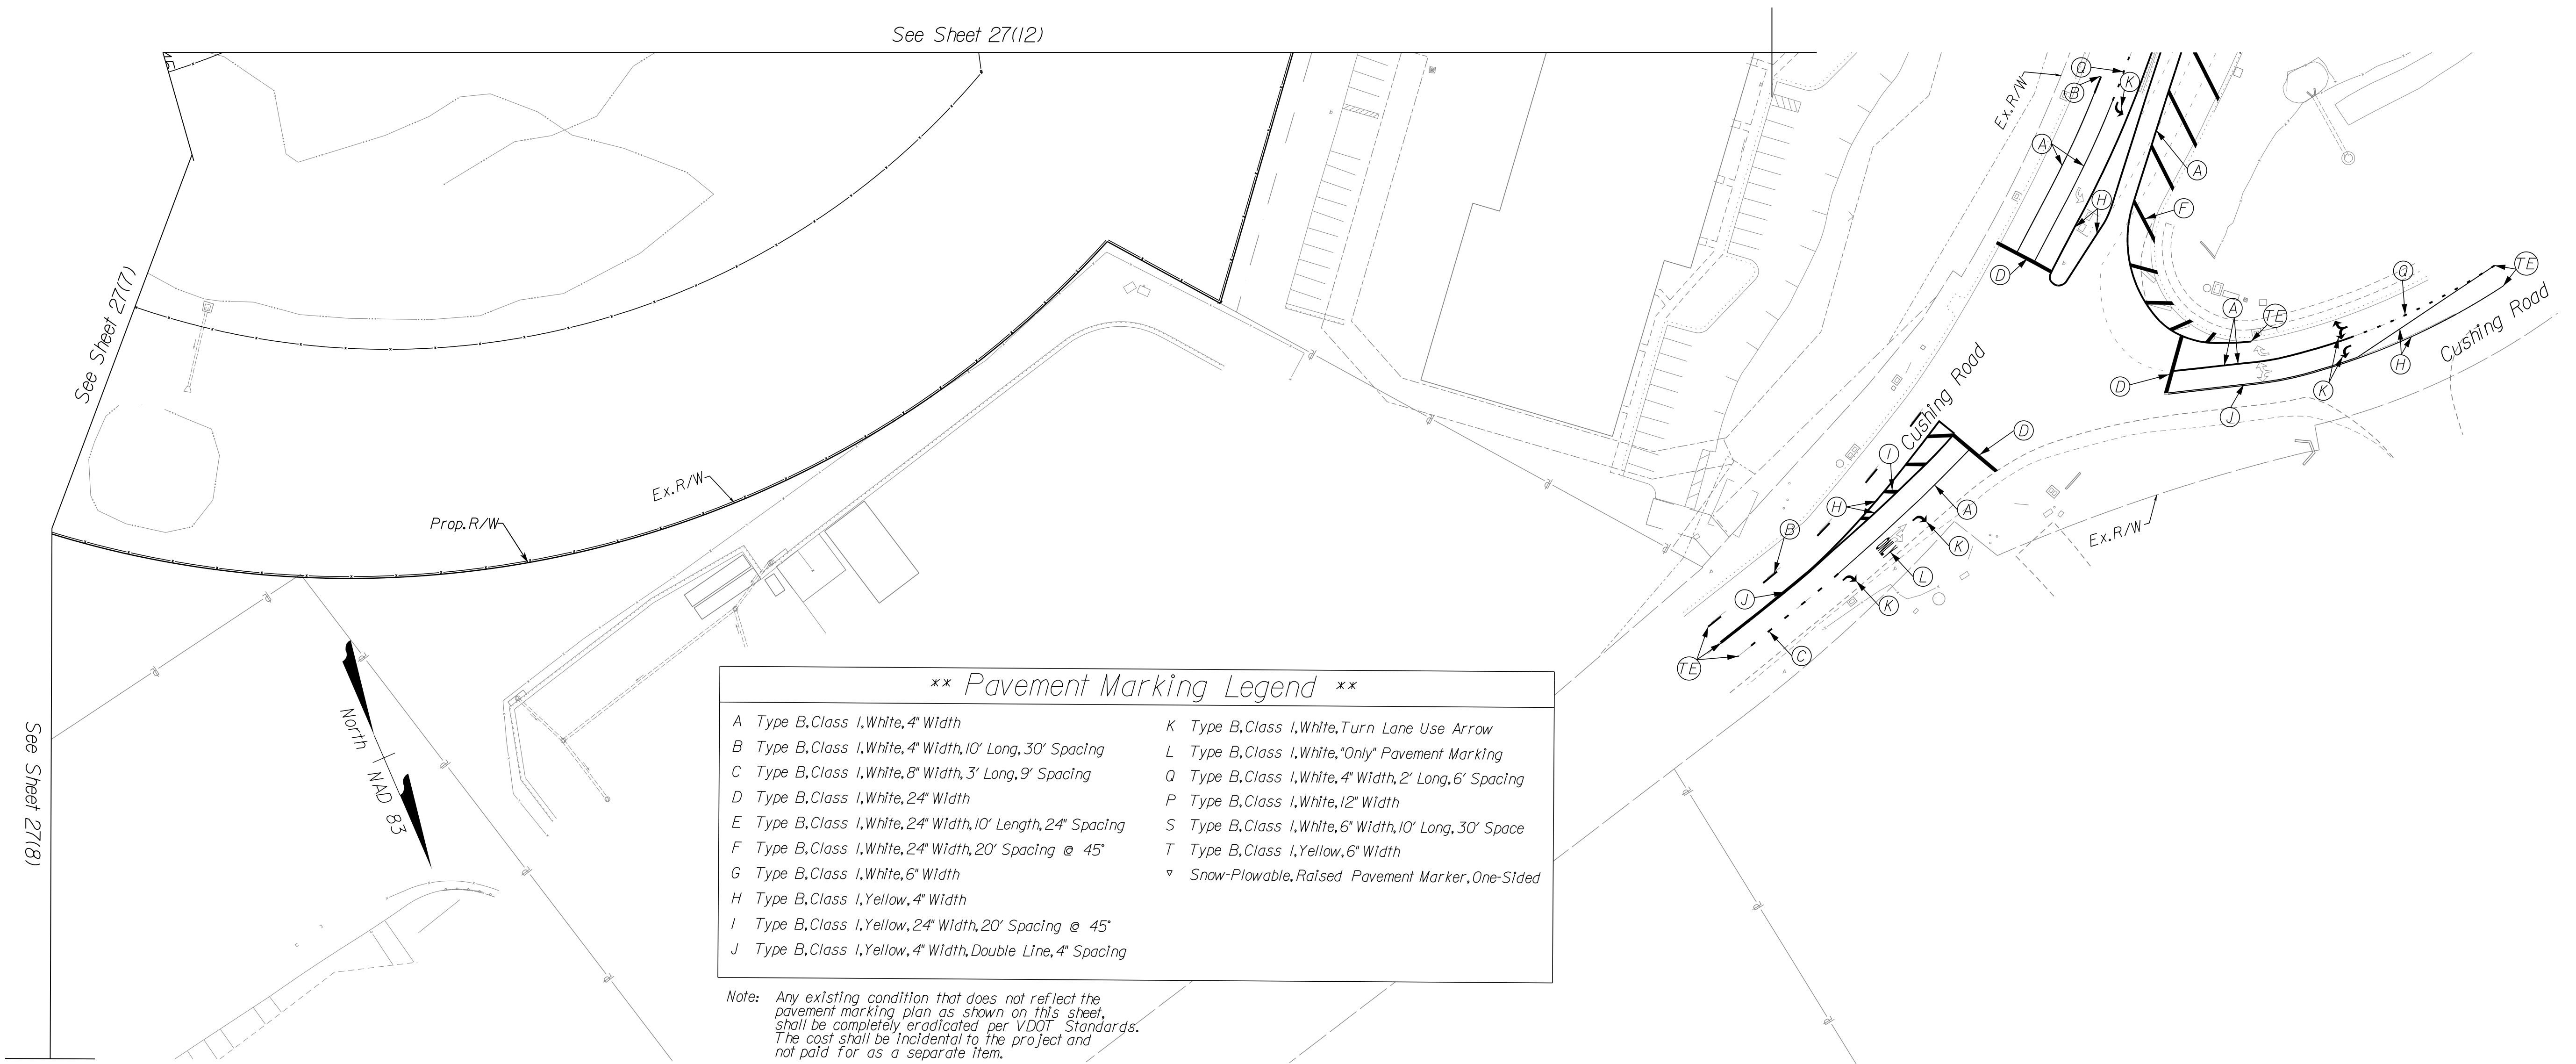 See Sheet 27(12)
45
See Sheet 27(7)
See Sheet 27(8)
Ex. R/W
Prop. R/W
North
NAD 83
Ex. R/W
Q
B
K
A
A
H
F
D
Q
TE
A
TE
Cushing Road
D
K
H
J
Cushing Road
D
I
H
A
B
K
Ex. R/W
L
J
K
C
TE
** Pavement Marking Legend **
A Type B, Class I, White, 4" Width
B Type B, Class I, White, 4" Width, 10' Long, 30' Spacing
C Type B, Class I, White, 8" Width, 3' Long, 9' Spacing
D Type B, Class I, White, 24" Width
E Type B, Class I, White, 24" Width, 10' Length, 24" Spacing
F Type B, Class I, White, 24" Width, 20' Spacing @ 45°
G Type B, Class I, White, 6" Width
H Type B, Class I, Yellow, 4" Width
I Type B, Class I, Yellow, 24" Width, 20' Spacing @ 45°
J Type B, Class I, Yellow, 4" Width, Double Line, 4" Spacing
K Type B, Class I, White, Turn Lane Use Arrow
L Type B, Class I, White, "Only" Pavement Marking
Q Type B, Class I, White, 4" Width, 2' Long, 6' Spacing
P Type B, Class I, White, 12" Width
S Type B, Class I, White, 6" Width, 10' Long, 30' Space
T Type B, Class I, Yellow, 6" Width
▽ Snow-Plowable, Raised Pavement Marker, One-Sided
Note: Any existing condition that does not reflect the
pavement marking plan as shown on this sheet,
shall be completely eradicated per VDOT Standards.
The cost shall be incidental to the project and
not paid for as a separate item.